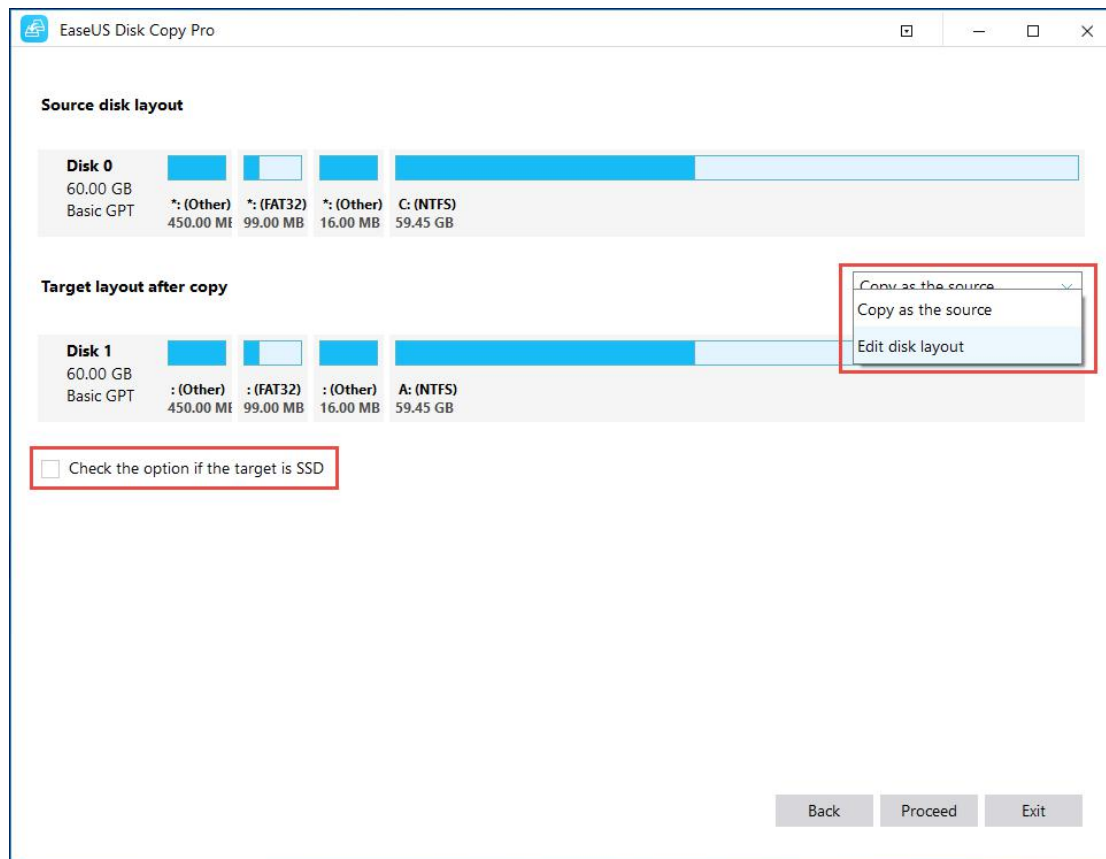 EaseUS Disk Copy Pro
Source disk layout
Disk 0
60.00 GB
Basic GPT
*: (Other) *: (FAT32) *: (Other) C: (NTFS)
450.00 ME 99.00 MB 16.00 MB 59.45 GB
Target layout after copy
Copy as the source
Copy as the source
Edit disk layout
Disk 1
60.00 GB
Basic GPT
: (Other) : (FAT32) : (Other) A: (NTFS)
450.00 ME 99.00 MB 16.00 MB 59.45 GB
Check the option if the target is SSD
Back Proceed Exit